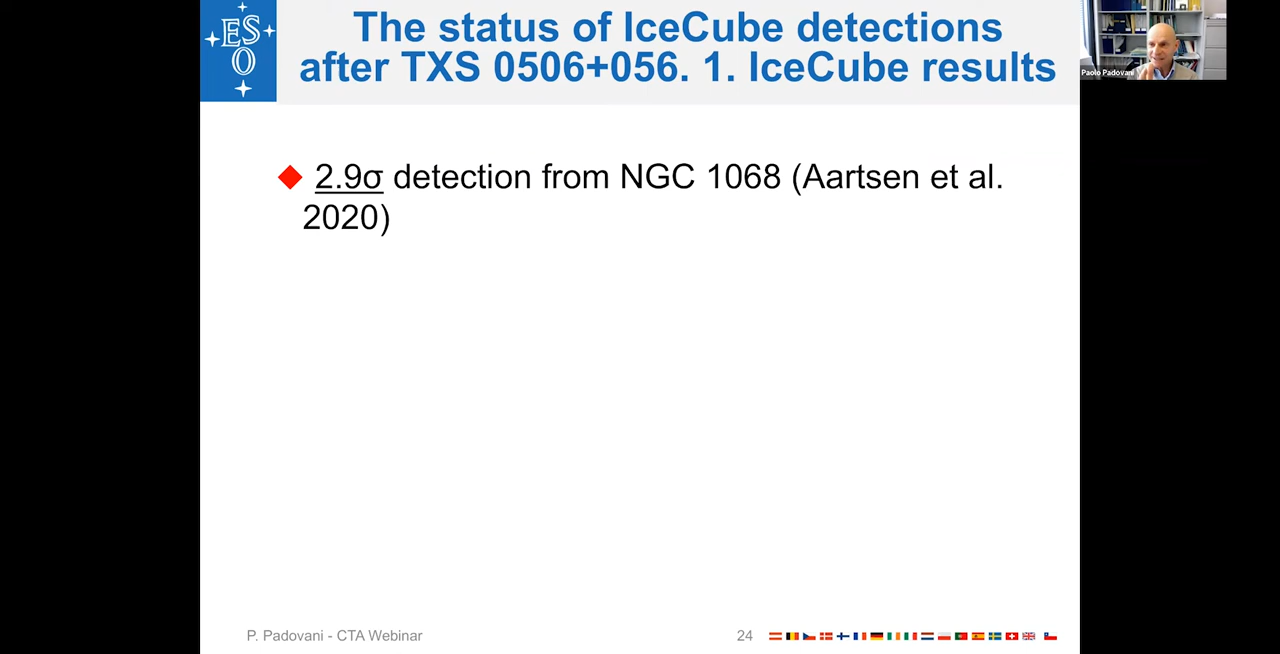 ES
O
The status of IceCube detections
after TXS 0506+056. 1. IceCube results
Paolo Padovani
2.9σ detection from NGC 1068 (Aartsen et al.
2020)
P. Padovani - CTA Webinar
24